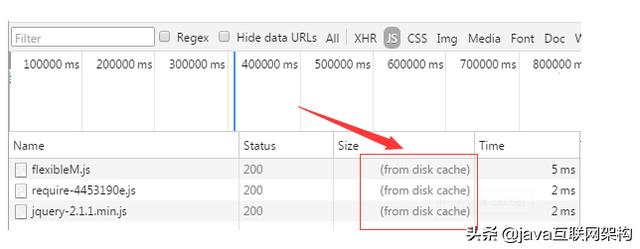 Filter Regex Hide data URLs All XHR JS CSS Img Media Font Doc W
100000 ms 200000 ms 300000 ms 400000 ms 500000 ms 600000 ms 700000 ms 800000
Name Status Size Time
flexibleM.js 200 (from disk cache) 5 ms
require-4453190e.js 200 (from disk cache) 2 ms
jquery-2.1.1.min.js 200 (from disk cache) 2 ms
头条 @java互联网架构